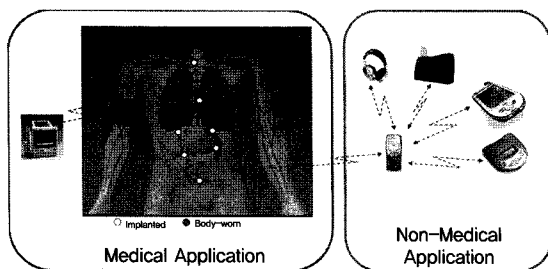 Implanted Body-worn
Medical Application
Non-Medical
Application